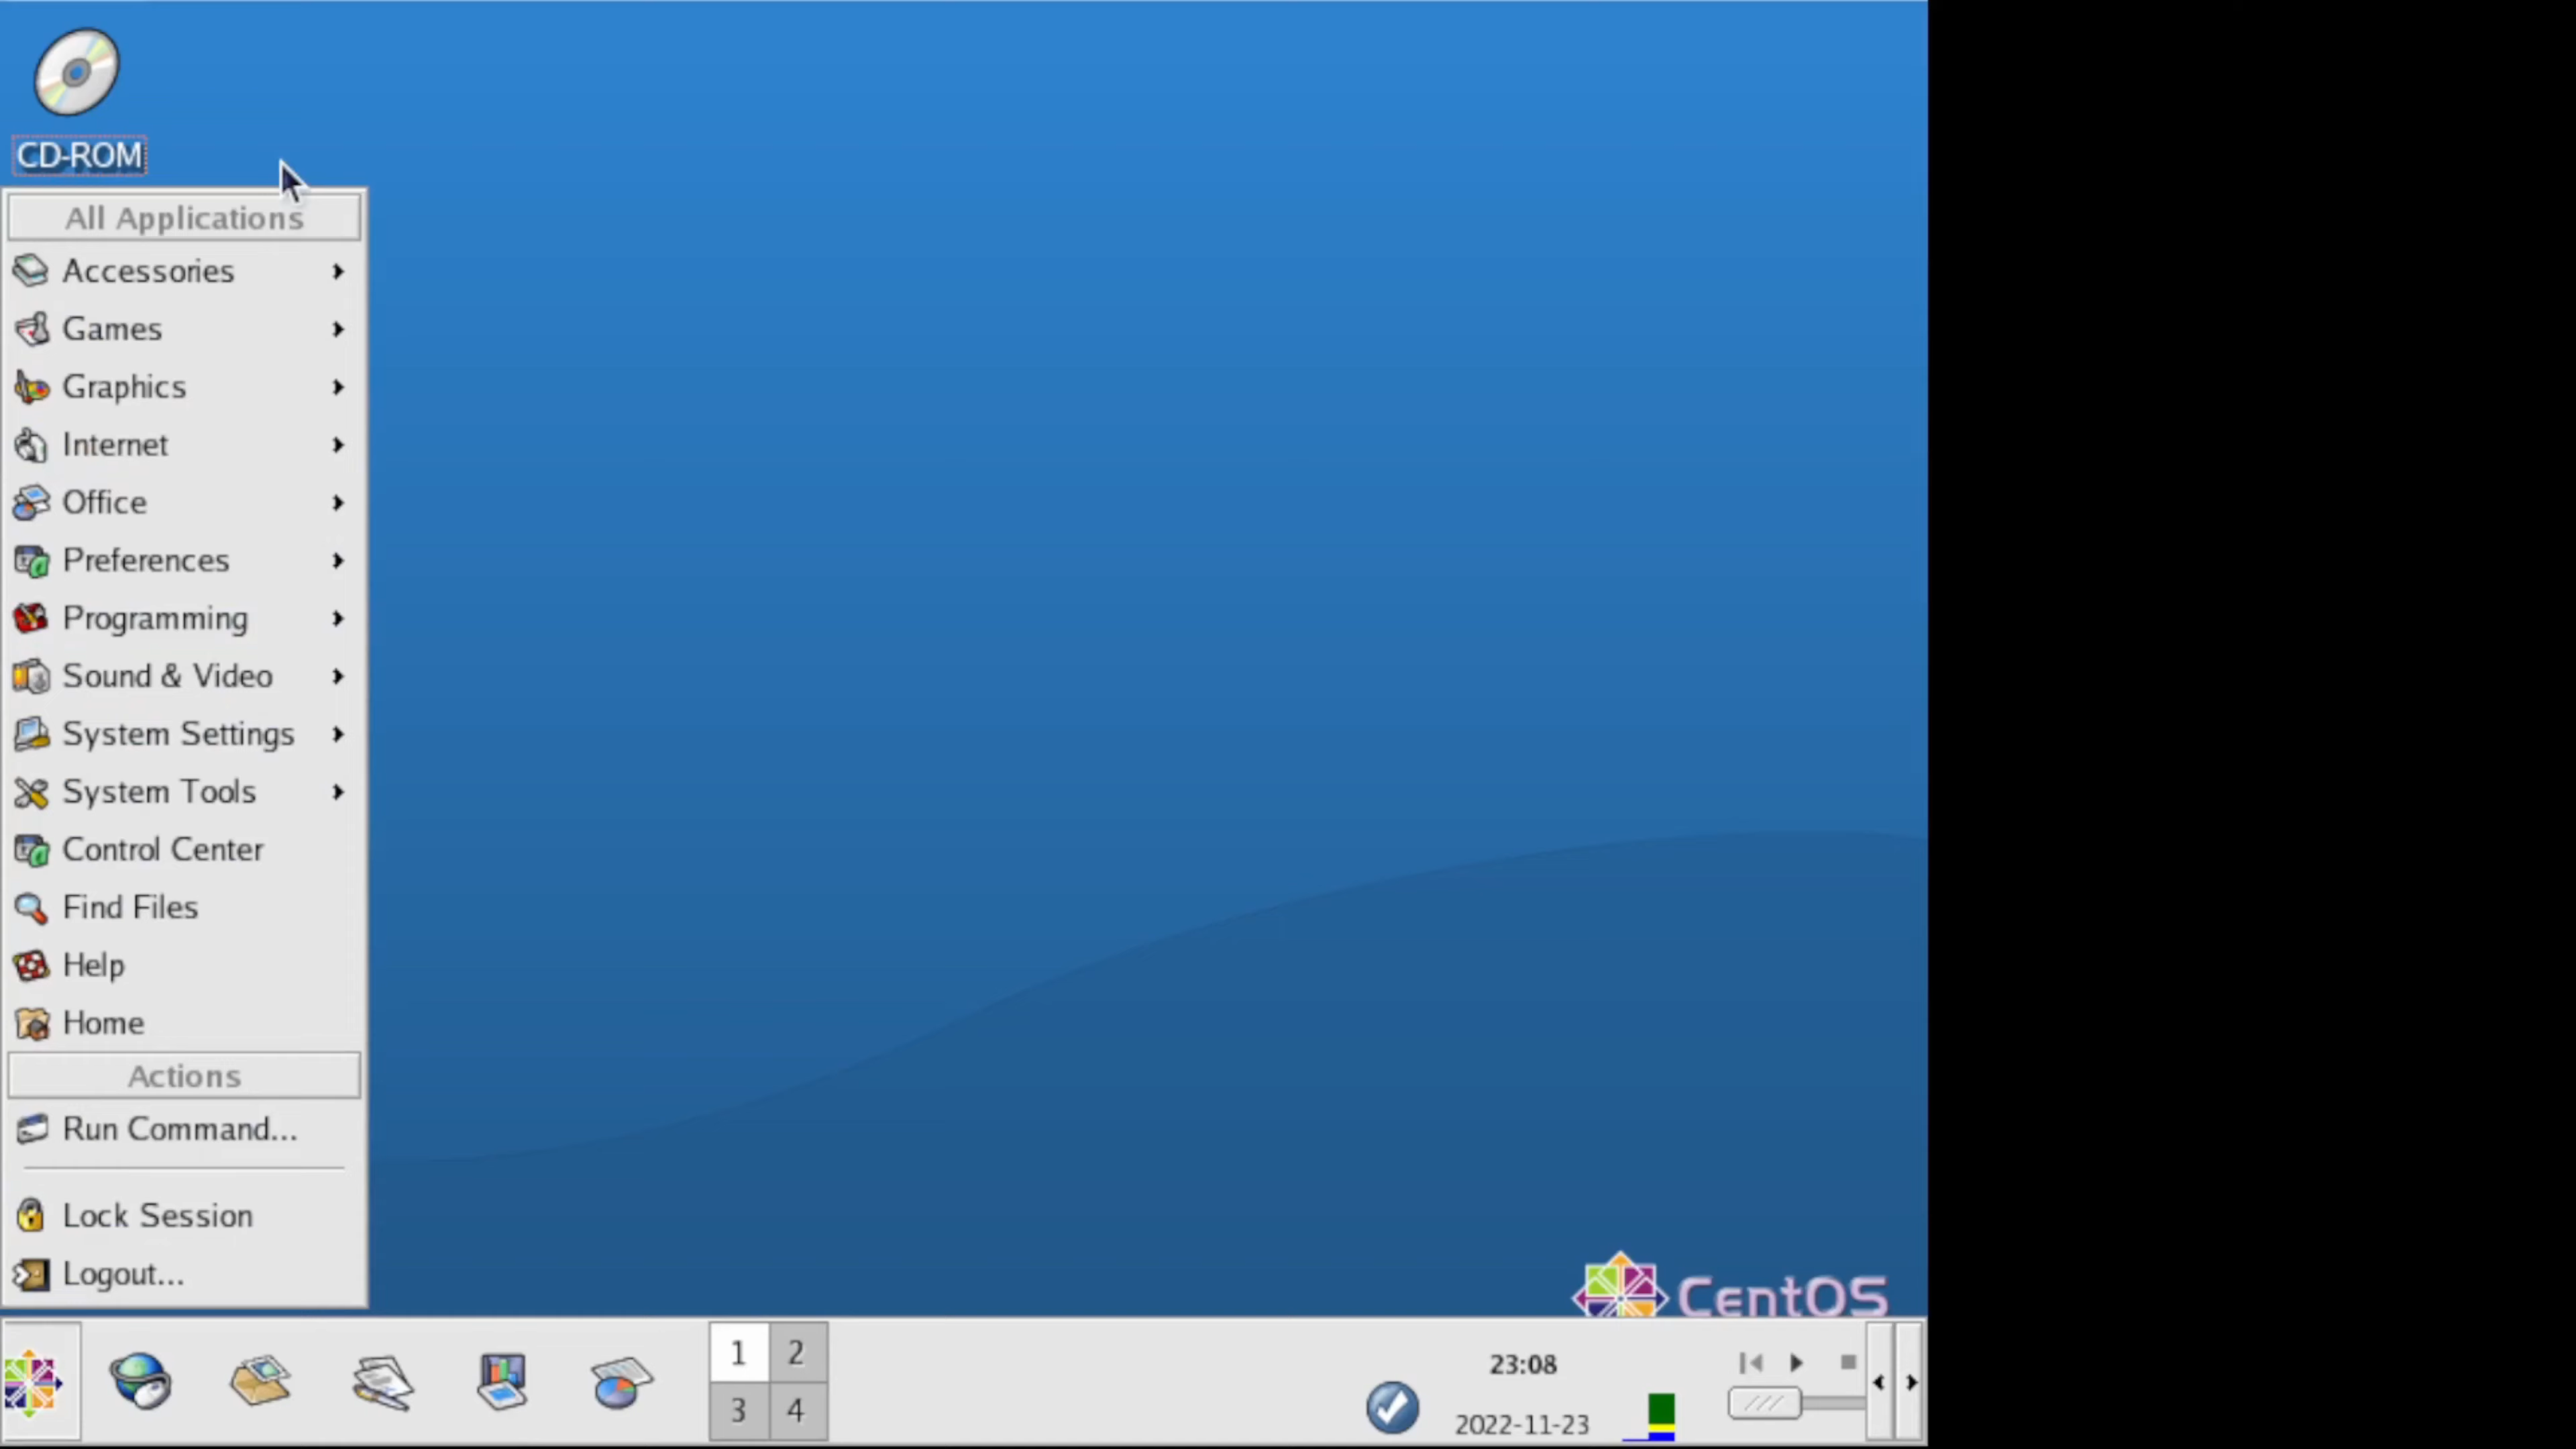 CD-ROM
All Applications
Accessories
Games
Graphics
Internet
Office
Preferences
Programming
Sound & Video
System Settings
System Tools
Control Center
Find Files
Help
Home
Actions
Run Command...
Lock Session
Logout...
CentOS
1 2
3 4
23:08
2022-11-23